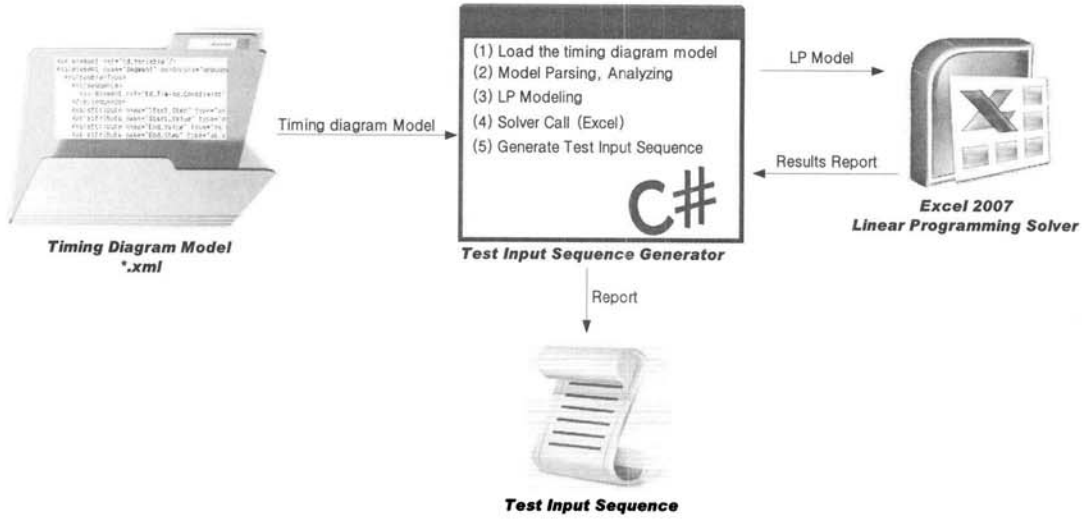 Timing Diagram Model
*.xml
Timing diagram Model
(1) Load the timing diagram model
(2) Model Parsing, Analyzing
(3) LP Modeling
(4) Solver Call (Excel)
(5) Generate Test Input Sequence
C#
Test Input Sequence Generator
LP Model
Results Report
Excel 2007
Linear Programming Solver
Report
Test Input Sequence